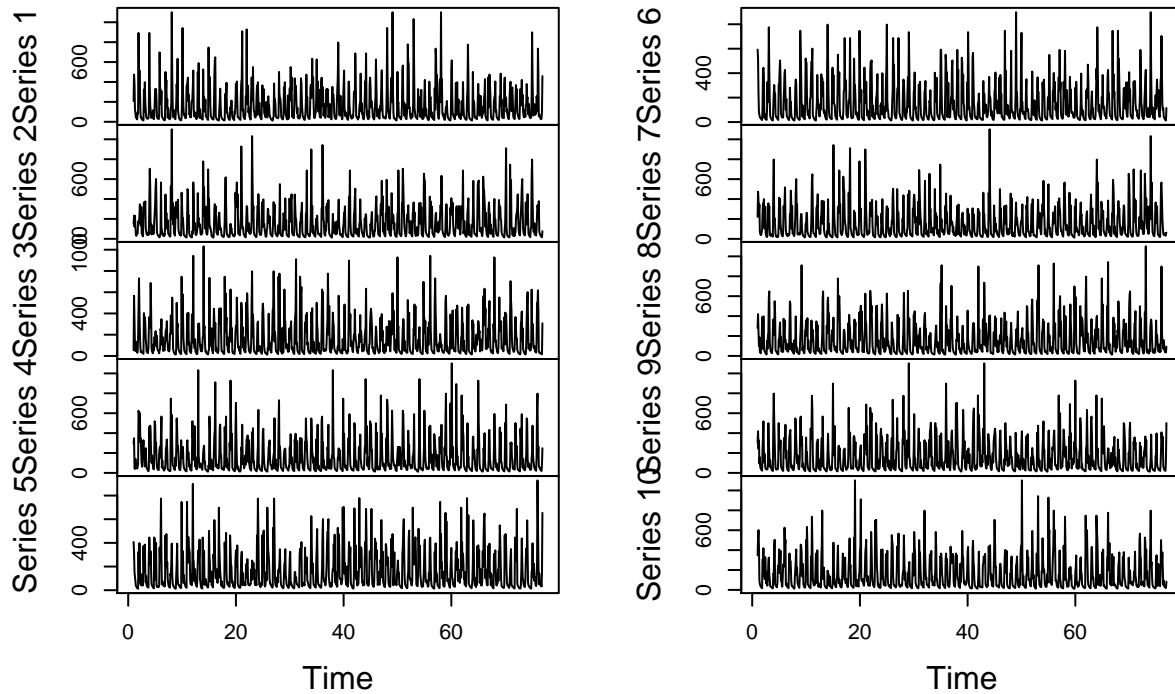 Series 1
0 600
Series 2
0 600
Series 3
0 400 1000
Series 4
0 600
Series 5
0 400
0 20 40 60
Time
Series 6
0 400
Series 7
0 600
Series 8
0 600
Series 9
0 600
Series 10
0 600
0 20 40 60
Time